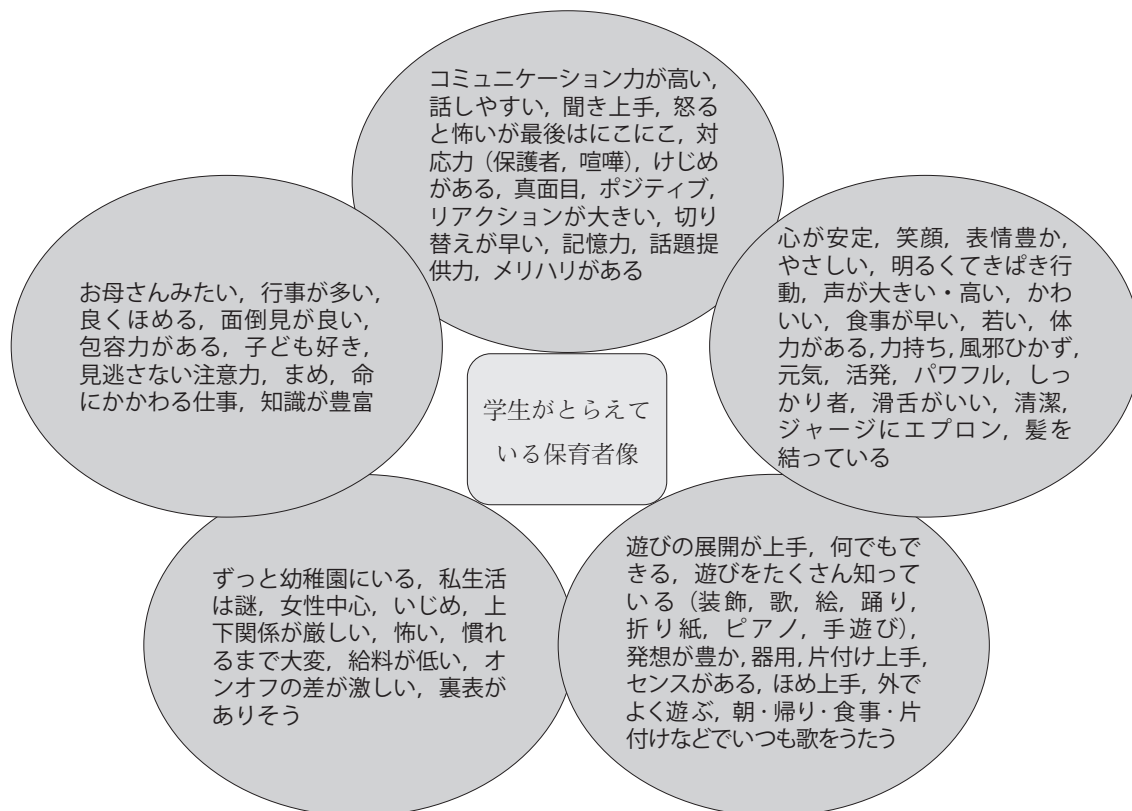 コミュニケーション力が高い,
話しやすい, 聞き上手, 怒る
と怖いが最後はにこにこ, 対
応力（保護者, 喧嘩）, けじめ
がある, 真面目, ポジティブ,
リアクションが大きい, 切り
替えが早い, 記憶力, 話題提
供力, メリハリがある
お母さんみたい, 行事が多い,
良くほめる, 面倒見が良い,
包容力がある, 子ども好き,
見逃さない注意力, まめ, 命
にかかわる仕事, 知識が豊富
心が安定, 笑顔, 表情豊か,
やさしい, 明るくてきぱき行
動, 声が大きい・高い, かわ
いい, 食事が早い, 若い, 体
力がある, 力持ち, 風邪ひかず,
元気, 活発, パワフル, しっ
かり者, 滑舌がいい, 清潔,
ジャージにエプロン, 髪を
結っている
学生がとらえて
いる保育者像
ずっと幼稚園にいる, 私生活
は謎, 女性中心, いじめ, 上
下関係が厳しい, 怖い, 慣れ
るまで大変, 給料が低い, オ
ンオフの差が激しい, 裏表が
ありそう
遊びの展開が上手, 何でもで
きる, 遊びをたくさん知って
いる（装飾, 歌, 絵, 踊り,
折り紙, ピアノ, 手遊び）,
発想が豊か, 器用, 片付け上手,
センスがある, ほめ上手, 外で
よく遊ぶ, 朝・帰り・食事・片
付けなどでいつも歌をうたう